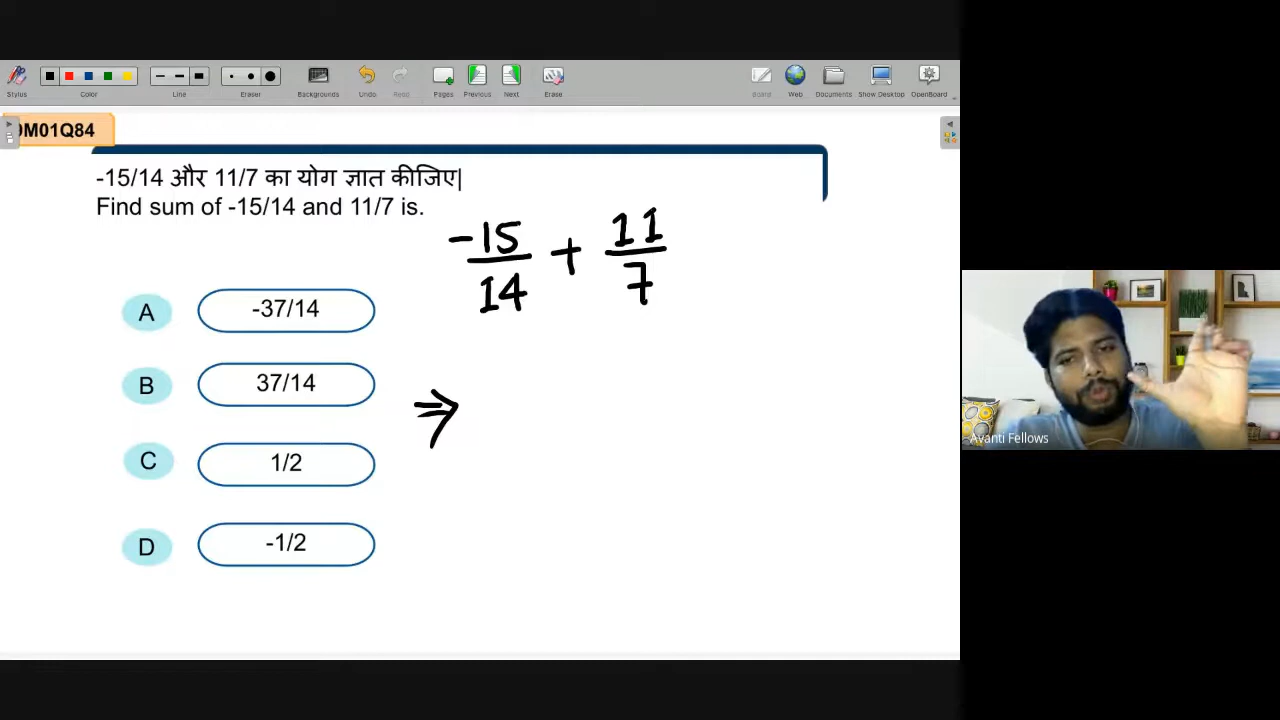 Stylus
Color
Line
Eraser
Backgrounds
Undo
Redo
Pages
Previous
Next
Erase
Board
Web
Documents
Show Desktop
OpenBoard
9M01Q84
-15/14 और 11/7 का योग ज्ञात कीजिए|
Find sum of -15/14 and 11/7 is.
-15/14 + 11/7
A -37/14
B 37/14
⇒
C 1/2
D -1/2
Avanti Fellows